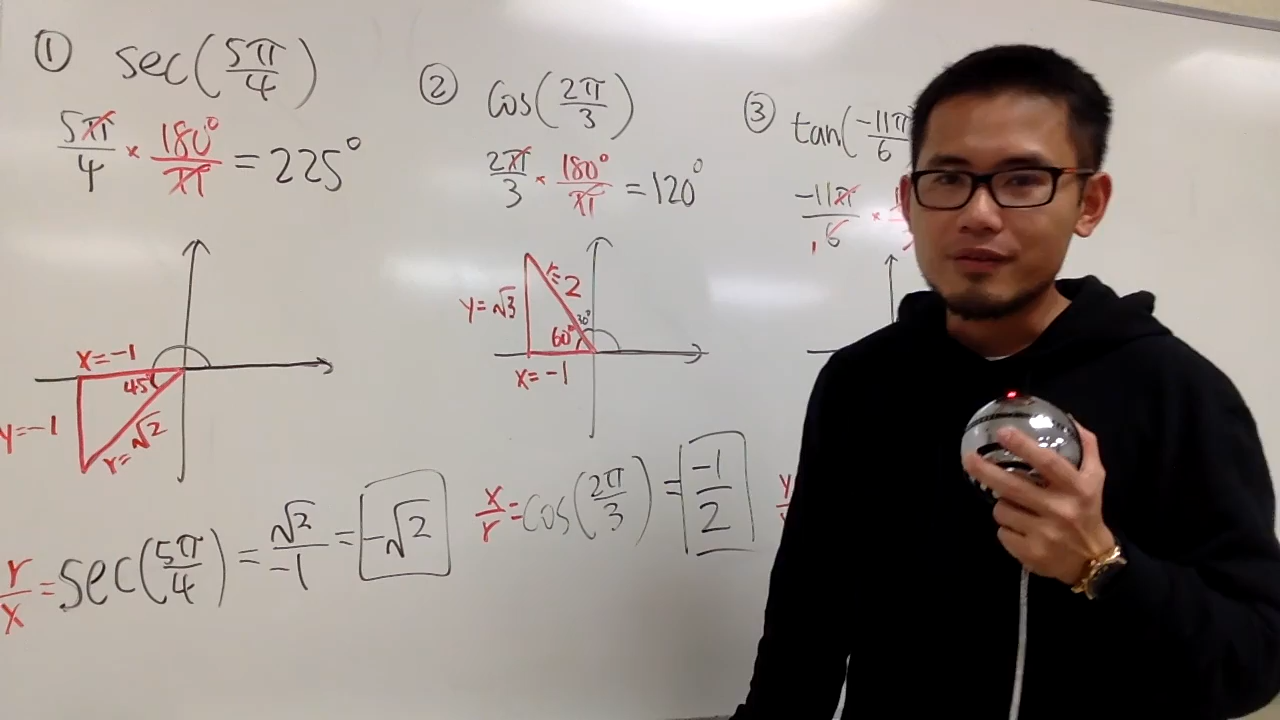 ① sec(5π/4)
5π/4 × 180°/π = 225°
x=-1
45°
y=-1
r=√2
r/x = sec(5π/4) = √2/-1 = -√2
② cos(2π/3)
2π/3 × 180°/π = 120°
r=2
y=√3
30°
60°
x=-1
x/r = cos(2π/3) = -1/2
③ tan(-11π/6
-11π/6 ×
1
y